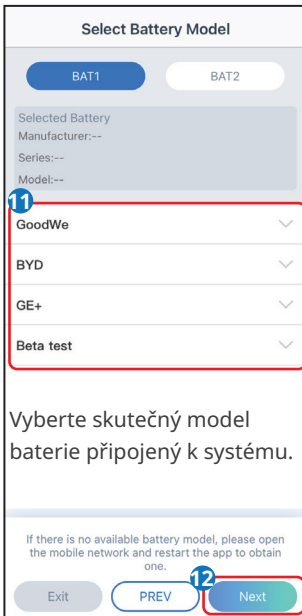 Select Battery Model
BAT1 BAT2
Selected Battery
Manufacturer:--
Series:--
Model:--
11
GoodWe
BYD
GE+
Beta test
Vyberte skutečný model
baterie připojený k systému.
If there is no available battery model, please open
the mobile network and restart the app to obtain
one.
12
Exit PREV Next